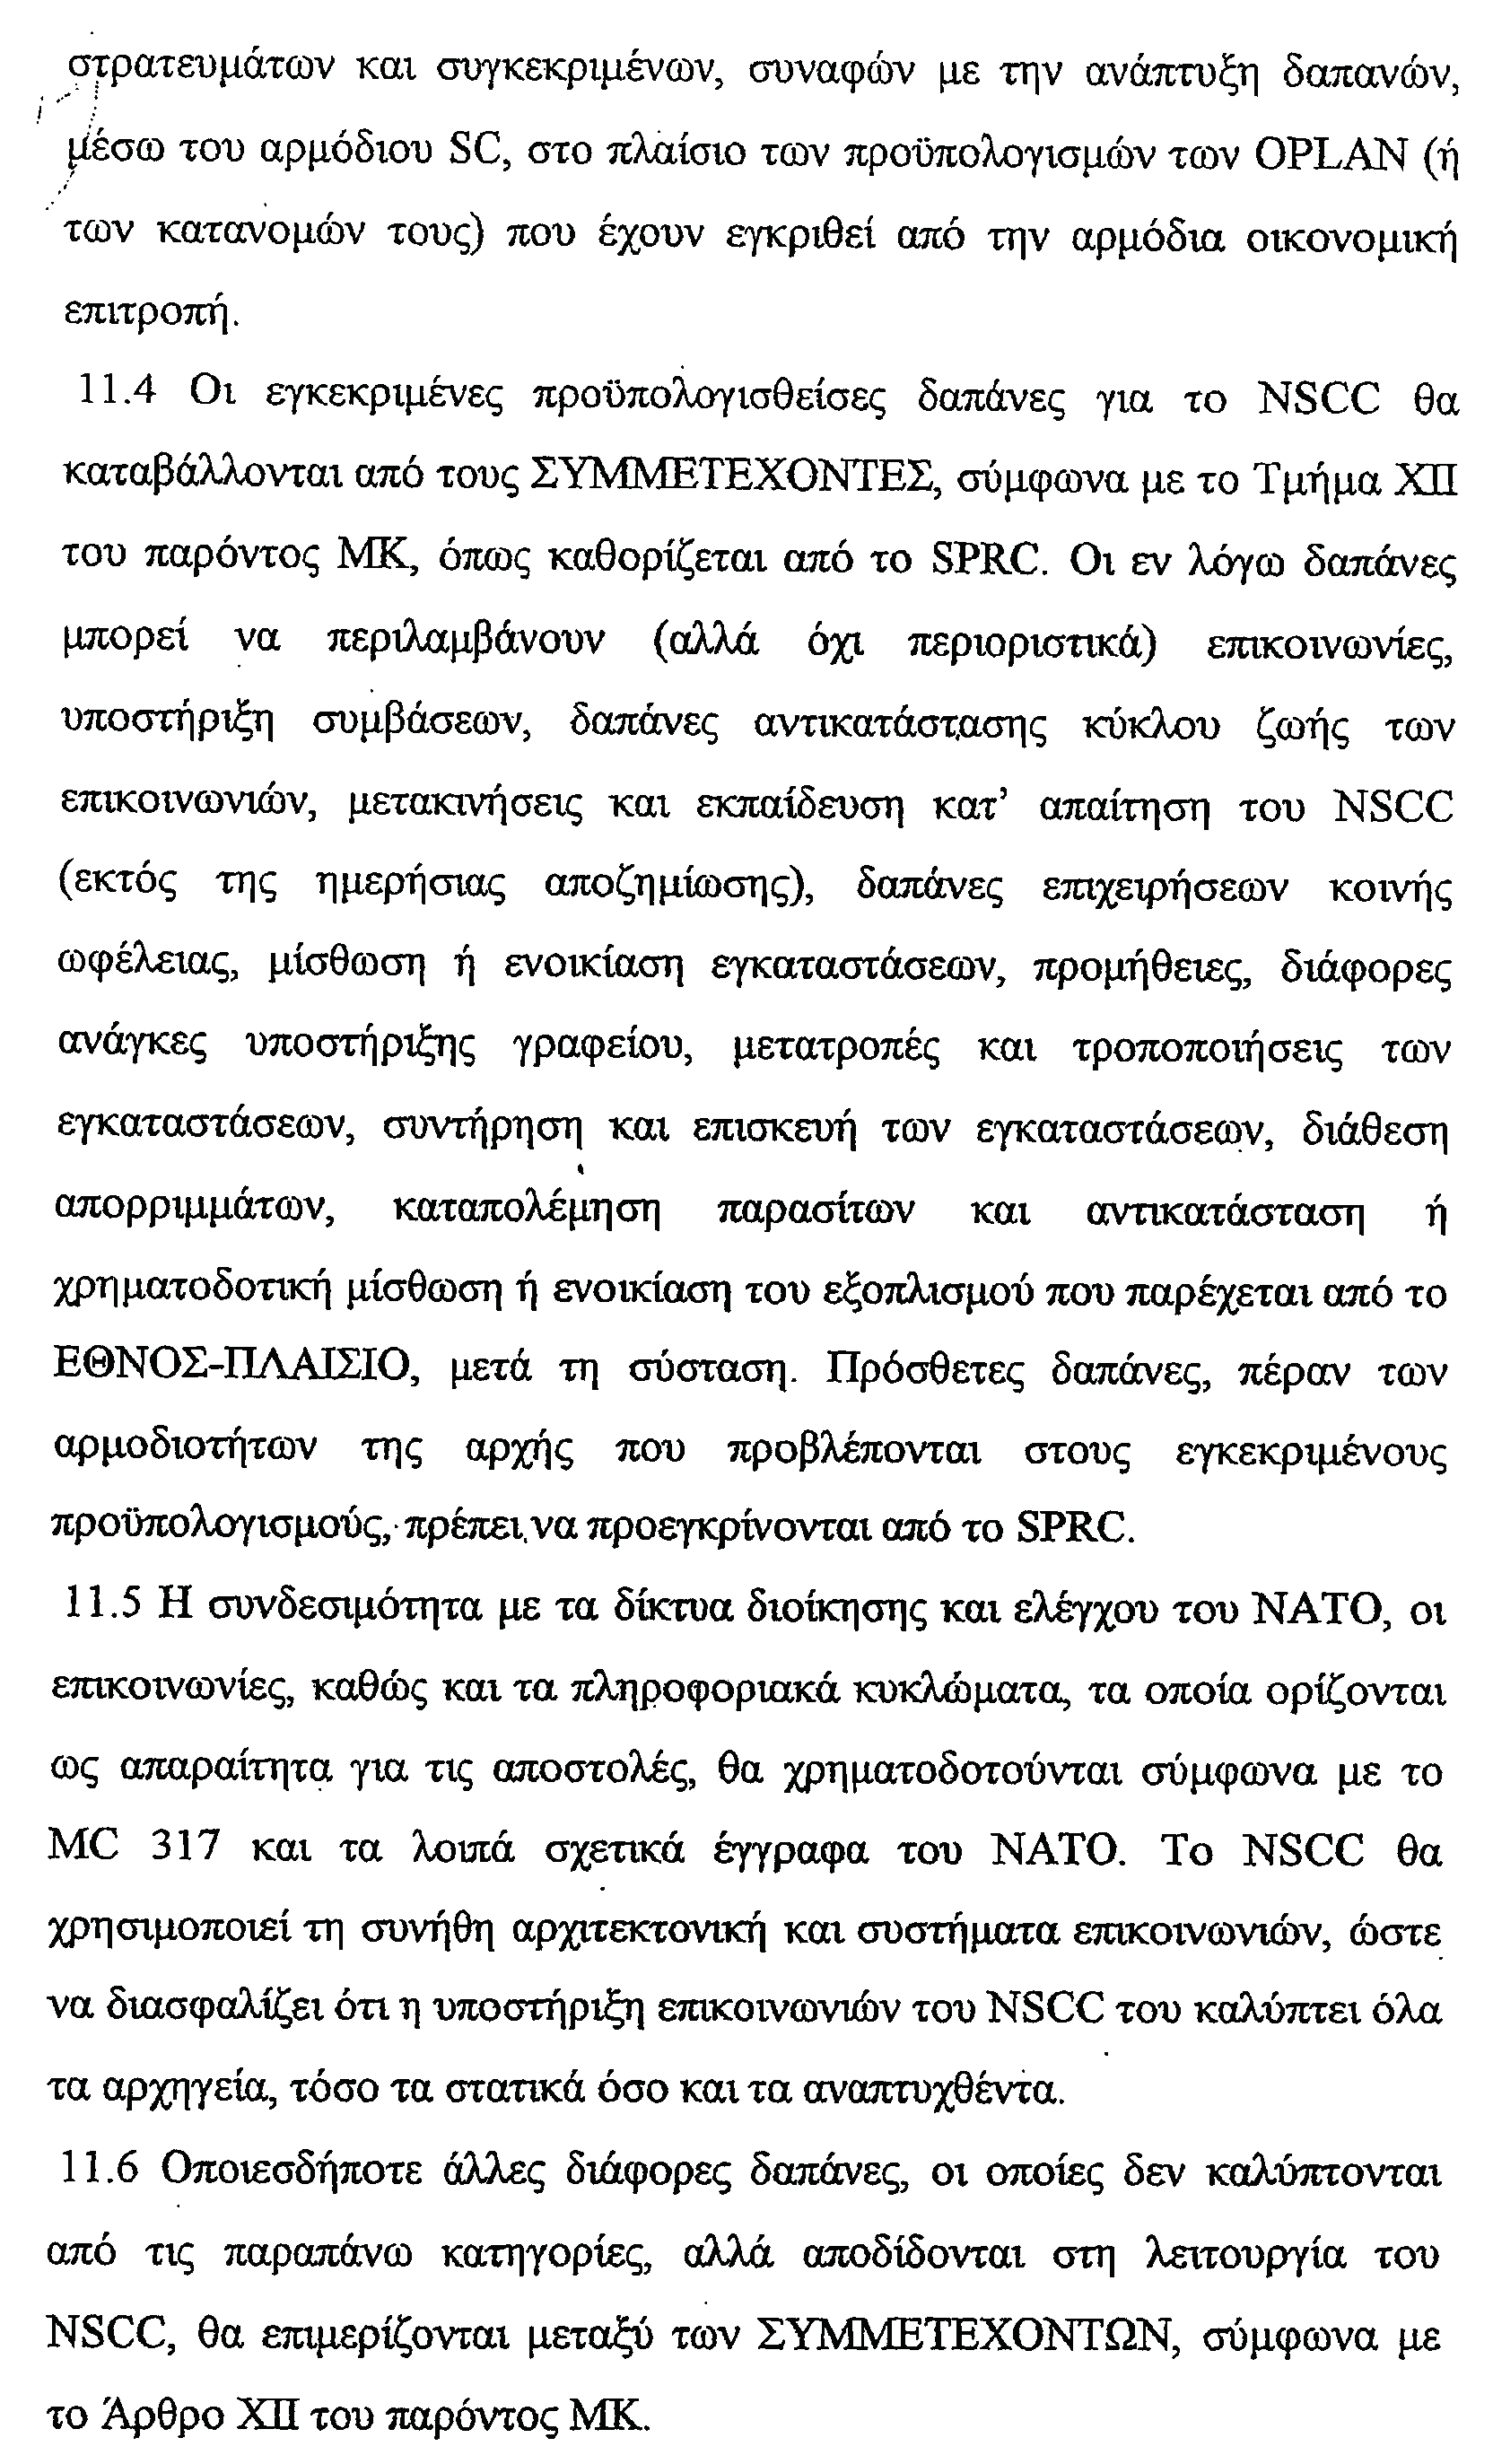 στρατευμάτων και συγκεκριμένων, συναφών με την ανάπτυξη δαπανών,
μέσω του αρμόδιου SC, στο πλαίσιο των προϋπολογισμών των OPLAN (ή
των κατανομών τους) που έχουν εγκριθεί από την αρμόδια οικονομική
επιτροπή.
11.4 Οι εγκεκριμένες προϋπολογισθείσες δαπάνες για το NSCC θα
καταβάλλονται από τους ΣΥΜΜΕΤΕΧΟΝΤΕΣ, σύμφωνα με το Τμήμα XII
του παρόντος ΜΚ, όπως καθορίζεται από το SPRC. Οι εν λόγω δαπάνες
μπορεί να περιλαμβάνουν (αλλά όχι περιοριστικά) επικοινωνίες,
υποστήριξη συμβάσεων, δαπάνες αντικατάστασης κύκλου ζωής των
επικοινωνιών, μετακινήσεις και εκπαίδευση κατ’ απαίτηση του NSCC
(εκτός της ημερήσιας αποζημίωσης), δαπάνες επιχειρήσεων κοινής
ωφέλειας, μίσθωση ή ενοικίαση εγκαταστάσεων, προμήθειες, διάφορες
ανάγκες υποστήριξης γραφείου, μετατροπές και τροποποιήσεις των
εγκαταστάσεων, συντήρηση και επισκευή των εγκαταστάσεων, διάθεση
απορριμμάτων, καταπολέμηση παρασίτων και αντικατάσταση ή
χρηματοδοτική μίσθωση ή ενοικίαση του εξοπλισμού που παρέχεται από το
ΕΘΝΟΣ-ΠΛΑΙΣΙΟ, μετά τη σύσταση. Πρόσθετες δαπάνες, πέραν των
αρμοδιοτήτων της αρχής που προβλέπονται στους εγκεκριμένους
προϋπολογισμούς, πρέπει να προεγκρίνονται από το SPRC.
11.5 Η συνδεσιμότητα με τα δίκτυα διοίκησης και ελέγχου του ΝΑΤΟ, οι
επικοινωνίες, καθώς και τα πληροφοριακά κυκλώματα, τα οποία ορίζονται
ως απαραίτητα για τις αποστολές, θα χρηματοδοτούνται σύμφωνα με το
MC 317 και τα λοιπά σχετικά έγγραφα του ΝΑΤΟ. Το NSCC θα
χρησιμοποιεί τη συνήθη αρχιτεκτονική και συστήματα επικοινωνιών, ώστε
να διασφαλίζει ότι η υποστήριξη επικοινωνιών του NSCC του καλύπτει όλα
τα αρχηγεία, τόσο τα στατικά όσο και τα αναπτυχθέντα.
11.6 Οποιεσδήποτε άλλες διάφορες δαπάνες, οι οποίες δεν καλύπτονται
από τις παραπάνω κατηγορίες, αλλά αποδίδονται στη λειτουργία του
NSCC, θα επιμερίζονται μεταξύ των ΣΥΜΜΕΤΕΧΟΝΤΩΝ, σύμφωνα με
το Άρθρο XII του παρόντος ΜΚ.